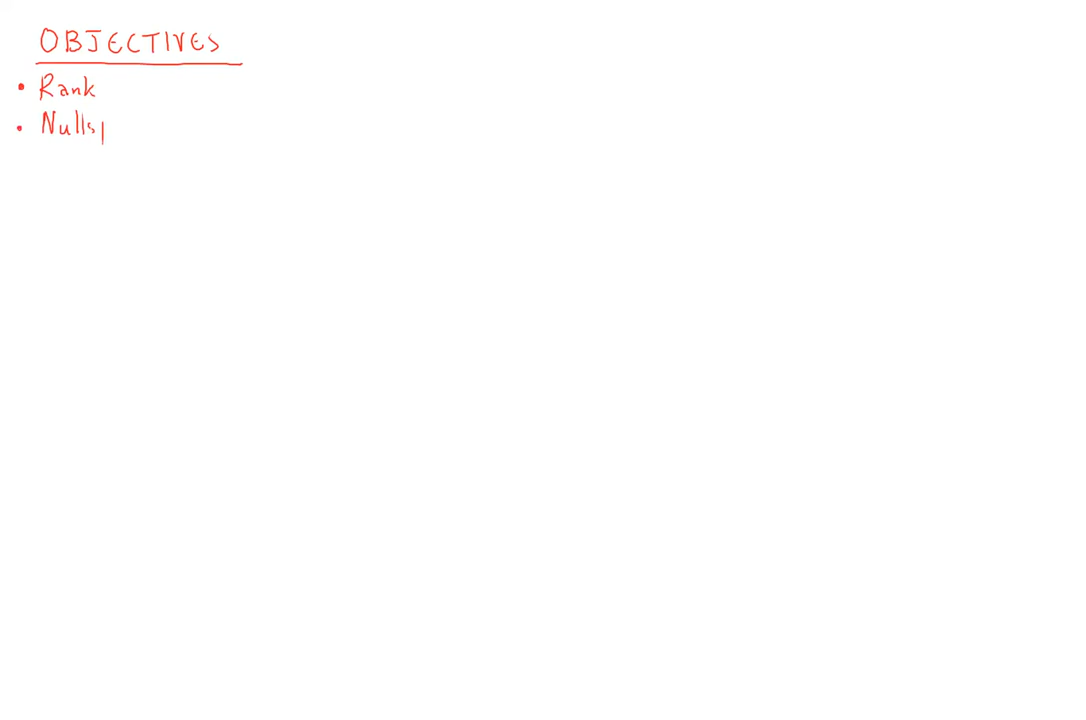 OBJECTIVES
• Rank
• Nulls